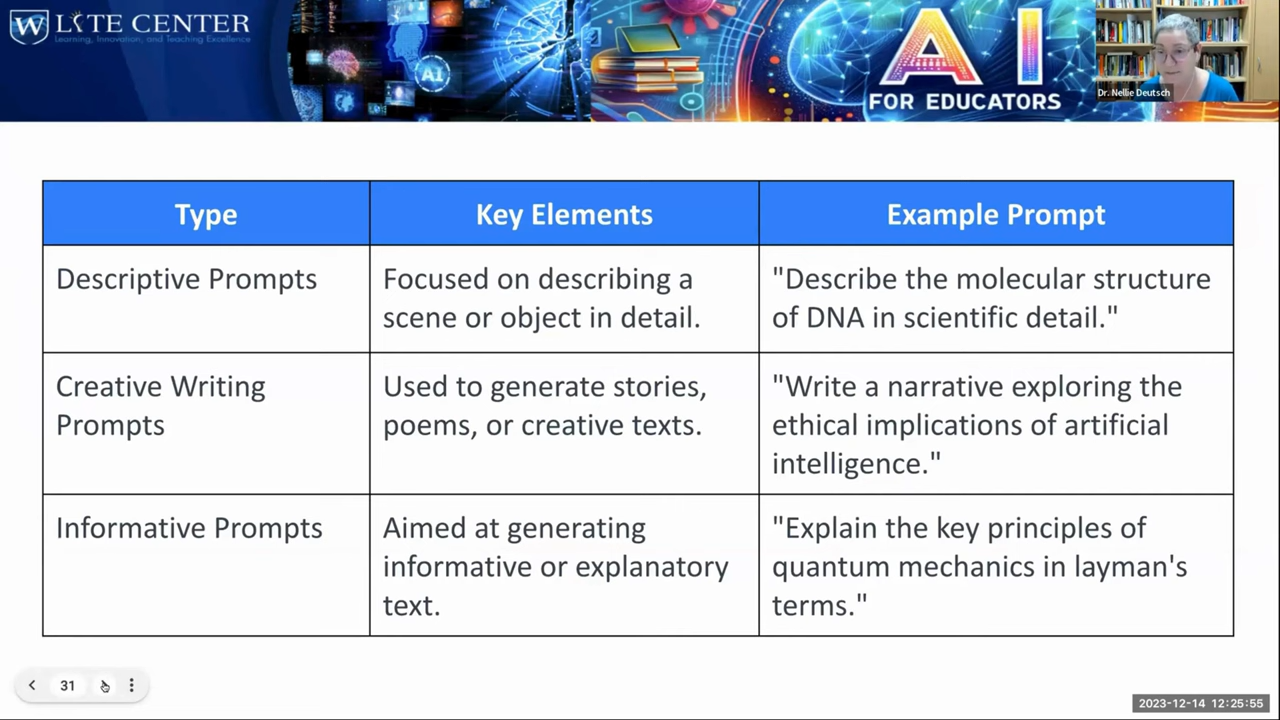 W LITE CENTER
Learning, Innovation, and Teaching Excellence
AI
AI
FOR EDUCATORS
Dr. Nellie Deutsch
Type
Key Elements
Example Prompt
Descriptive Prompts
Focused on describing a
scene or object in detail.
"Describe the molecular structure
of DNA in scientific detail."
Creative Writing
Prompts
Used to generate stories,
poems, or creative texts.
"Write a narrative exploring the
ethical implications of artificial
intelligence."
Informative Prompts
Aimed at generating
informative or explanatory
text.
"Explain the key principles of
quantum mechanics in layman's
terms."
31
2023-12-14 12:25:55